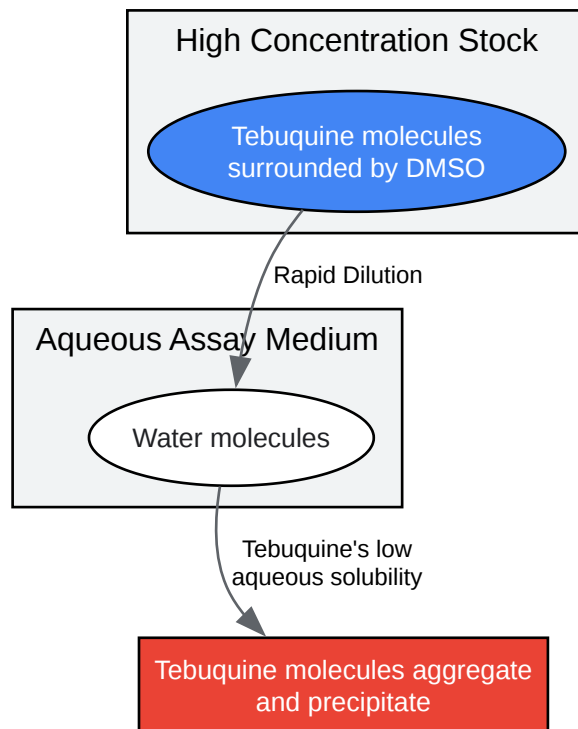 High Concentration Stock
Tebuquine molecules
surrounded by DMSO
Rapid Dilution
Aqueous Assay Medium
Water molecules
Tebuquine's low
aqueous solubility
Tebuquine molecules aggregate
and precipitate